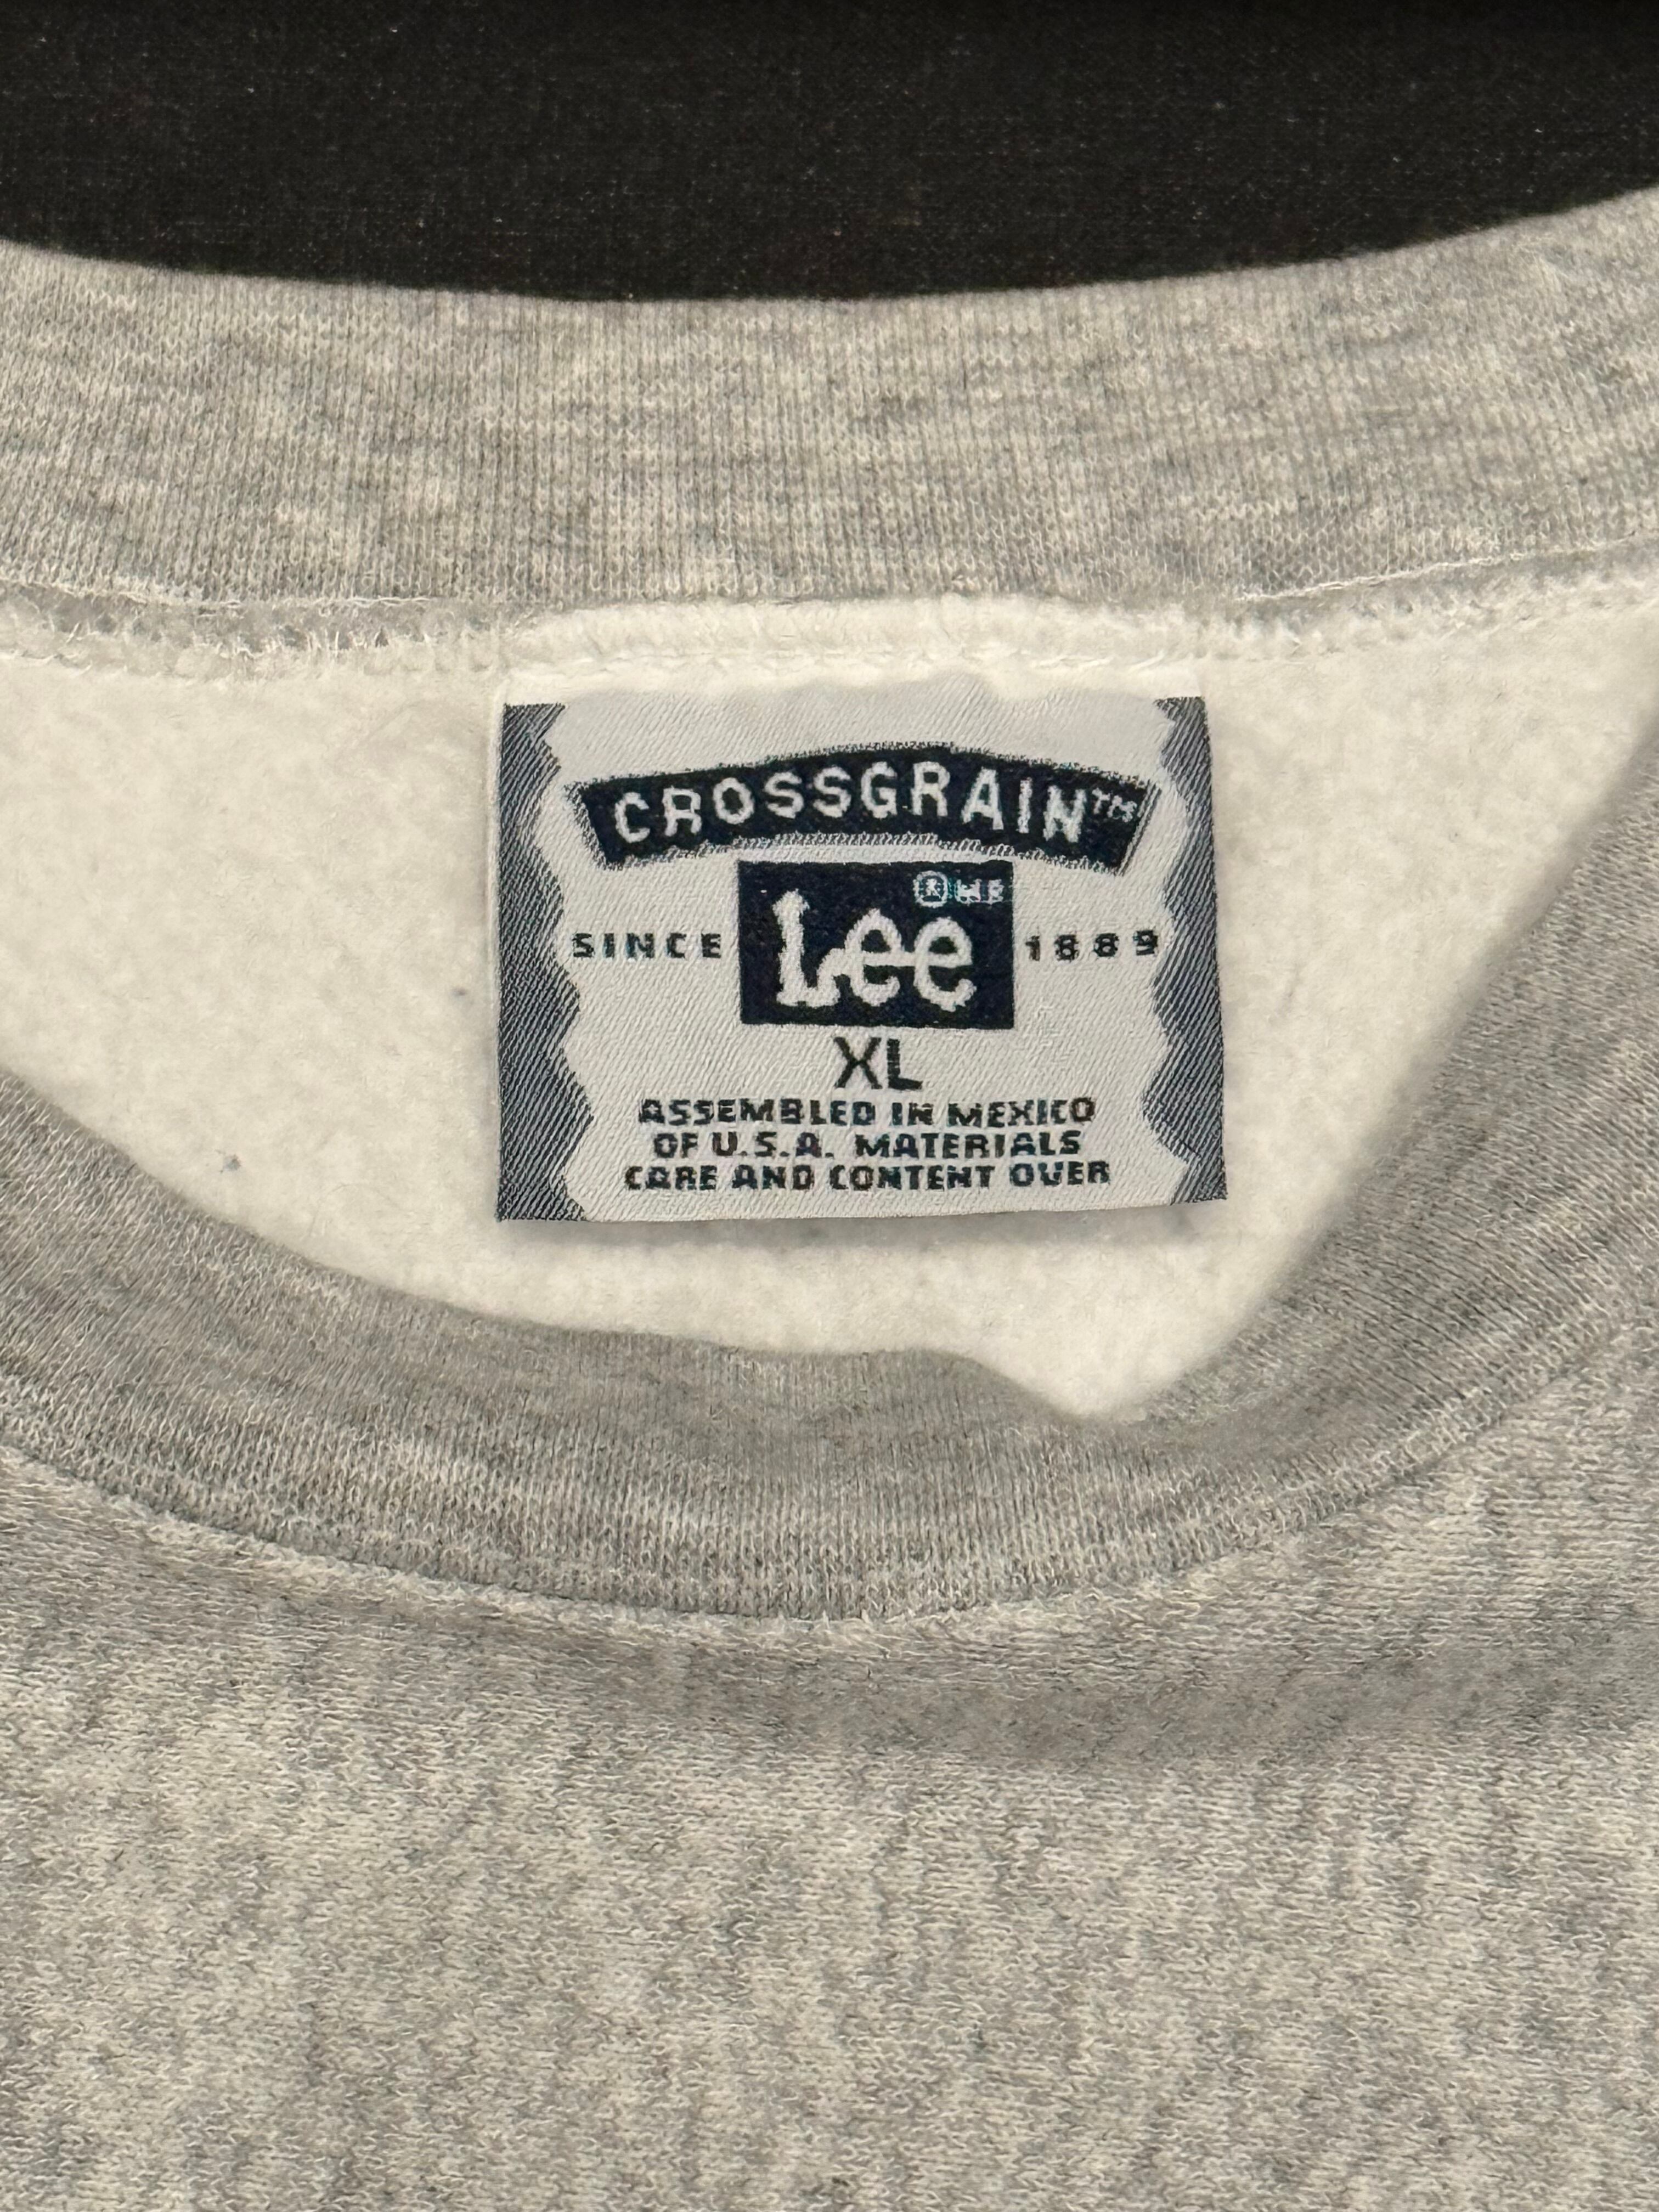 CROSSGRAIN™
®
SINCE Lee 1889
XL
ASSEMBLED IN MEXICO
OF U.S.A. MATERIALS
CARE AND CONTENT OVER